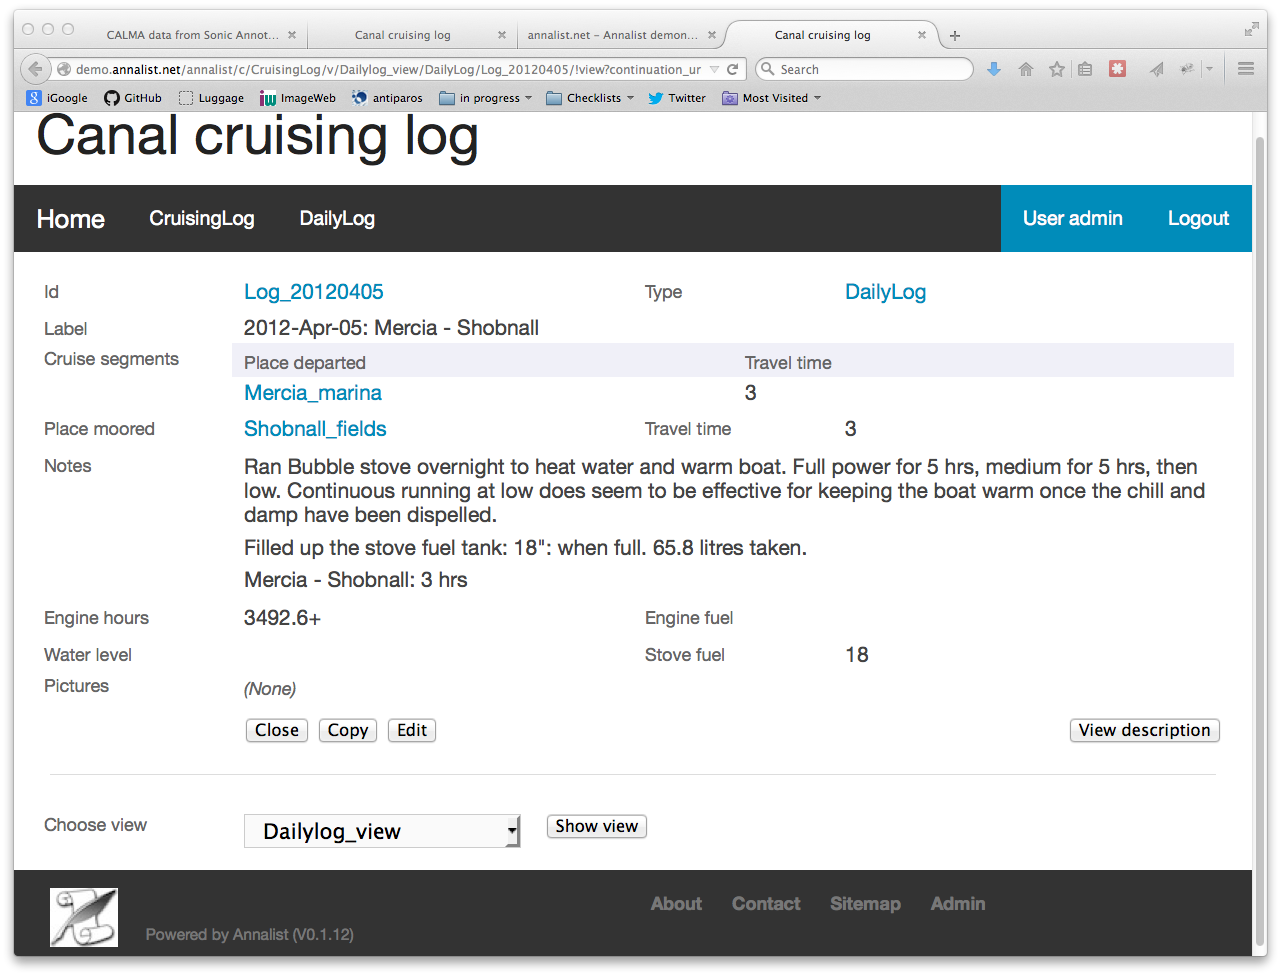 CALMA data from Sonic Annot... Canal cruising log annalist.net – Annalist demon... Canal cruising log
demo.annalist.net/annalist/c/CruisingLog/v/Dailylog_view/DailyLog/Log_20120405/!view?continuation_ur Search
iGoogle GitHub Luggage ImageWeb antiparos in progress Checklists Twitter Most Visited
Canal cruising log
Home CruisingLog DailyLog User admin Logout
Id Log_20120405 Type DailyLog
Label 2012-Apr-05: Mercia - Shobnall
Cruise segments Place departed Travel time
Mercia_marina 3
Place moored Shobnall_fields Travel time 3
Notes Ran Bubble stove overnight to heat water and warm boat. Full power for 5 hrs, medium for 5 hrs, then
low. Continuous running at low does seem to be effective for keeping the boat warm once the chill and
damp have been dispelled.
Filled up the stove fuel tank: 18": when full. 65.8 litres taken.
Mercia - Shobnall: 3 hrs
Engine hours 3492.6+ Engine fuel
Water level Stove fuel 18
Pictures (None)
Close Copy Edit View description
Choose view Dailylog_view Show view
About Contact Sitemap Admin
Powered by Annalist (V0.1.12)